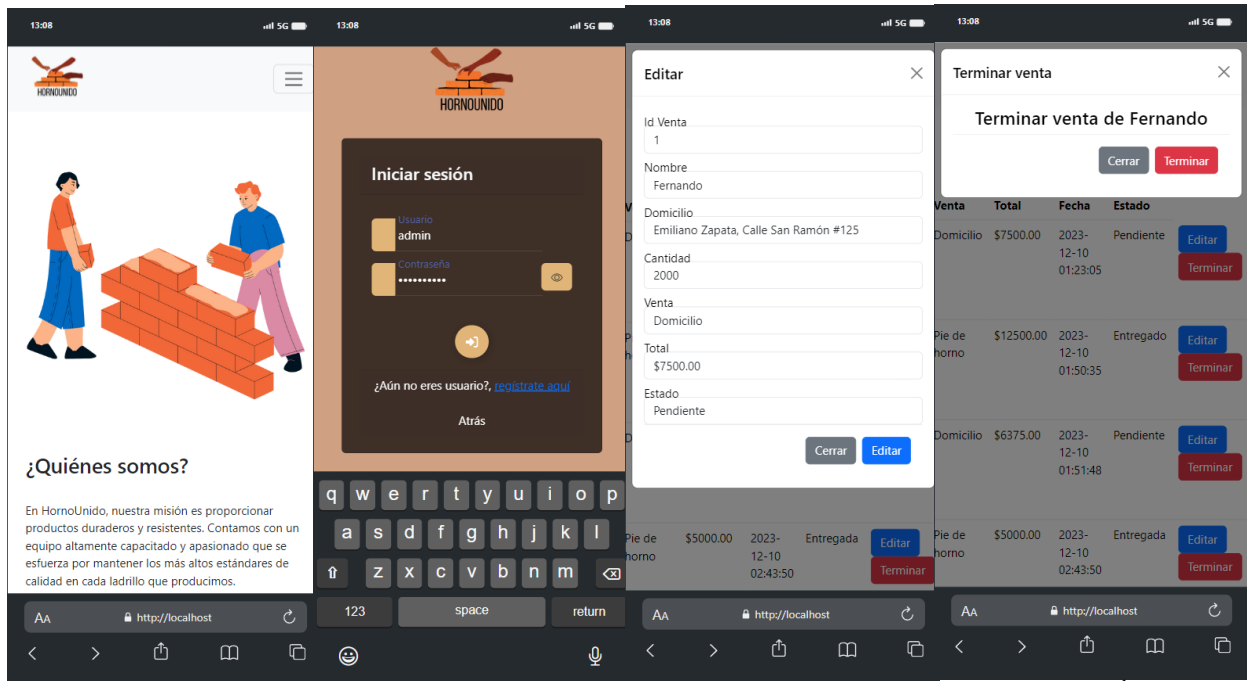 13:08
5G
HORNOUNIDO
¿Quiénes somos?
En HornoUnido, nuestra misión es proporcionar
productos duraderos y resistentes. Contamos con un
equipo altamente capacitado y apasionado que se
esfuerza por mantener los más altos estándares de
calidad en cada ladrillo que producimos.
AA
http://localhost
13:08
5G
HORNOUNIDO
Iniciar sesión
Usuario
admin
Contraseña
••••••••••
¿Aún no eres usuario?, regístrate aquí
Atrás
q w e r t y u i o p
a s d f g h j k l
z x c v b n m
123 space return
13:08
5G
Editar
Id Venta
1
Nombre
Fernando
Domicilio
Emiliano Zapata, Calle San Ramón #125
Cantidad
2000
Venta
Domicilio
Total
$7500.00
Estado
Pendiente
Cerrar Editar
Pie de $5000.00 2023- Entregada Editar
horno 12-10 Terminar
02:43:50
AA
http://localhost
13:08
5G
Terminar venta
Terminar venta de Fernando
Cerrar Terminar
Venta Total Fecha Estado
Domicilio $7500.00 2023- Pendiente Editar
12-10 Terminar
01:23:05
Pie de $12500.00 2023- Entregado Editar
horno 12-10 Terminar
01:50:35
Domicilio $6375.00 2023- Pendiente Editar
12-10 Terminar
01:51:48
Pie de $5000.00 2023- Entregada Editar
horno 12-10 Terminar
02:43:50
AA
http://localhost